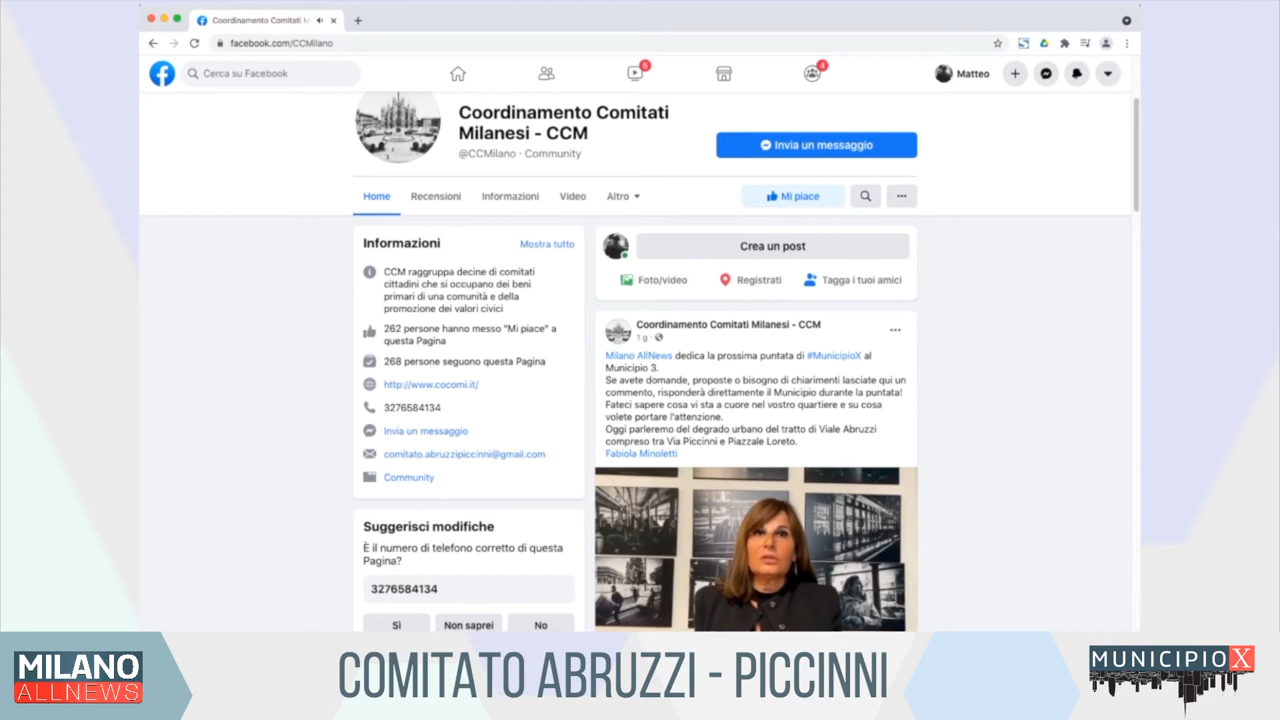 Coordinamento Comitati M
facebook.com/CCMilano
Cerca su Facebook
5
4
Matteo
Coordinamento Comitati
Milanesi - CCM
@CCMilano · Community
Invia un messaggio
Home
Recensioni
Informazioni
Video
Altro
Mi piace
Informazioni
Mostra tutto
CCM raggruppa decine di comitati
cittadini che si occupano dei beni
primari di una comunità e della
promozione dei valori civici
262 persone hanno messo "Mi piace" a
questa Pagina
268 persone seguono questa Pagina
http://www.cocomi.it/
3276584134
Invia un messaggio
comitato.abruzzipiccinni@gmail.com
Community
Suggerisci modifiche
È il numero di telefono corretto di questa
Pagina?
3276584134
Sì
Non saprei
No
Crea un post
Foto/video
Registrati
Tagga i tuoi amici
Coordinamento Comitati Milanesi - CCM
1 g ·
Milano AllNews dedica la prossima puntata di #MunicipioX al
Municipio 3.
Se avete domande, proposte o bisogno di chiarimenti lasciate qui un
commento, risponderà direttamente il Municipio durante la puntata!
Fateci sapere cosa vi sta a cuore nel vostro quartiere e su cosa
volete portare l'attenzione.
Oggi parleremo del degrado urbano del tratto di Viale Abruzzi
compreso tra Via Piccinni e Piazzale Loreto.
Fabiola Minoletti
MILANO
ALLNEWS
COMITATO ABRUZZI - PICCINNI
MUNICIPIO X